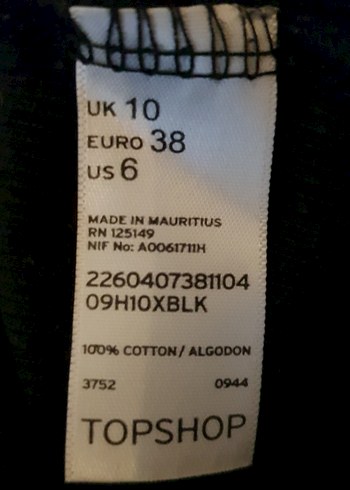 UK 10
EURO 38
US 6
MADE IN MAURITIUS
RN 125149
NIF No: A0061711H
2260407381104
09H10XBLK
100% COTTON / ALGODON
3752 0944
TOPSHOP